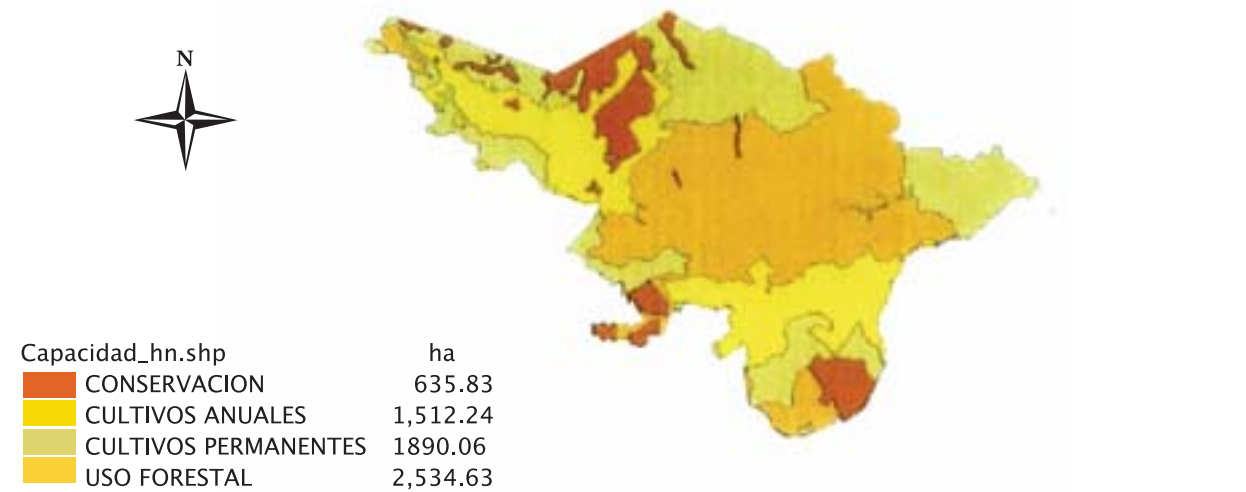 N
Capacidad_hn.shp ha
CONSERVACION 635.83
CULTIVOS ANUALES 1,512.24
CULTIVOS PERMANENTES 1890.06
USO FORESTAL 2,534.63